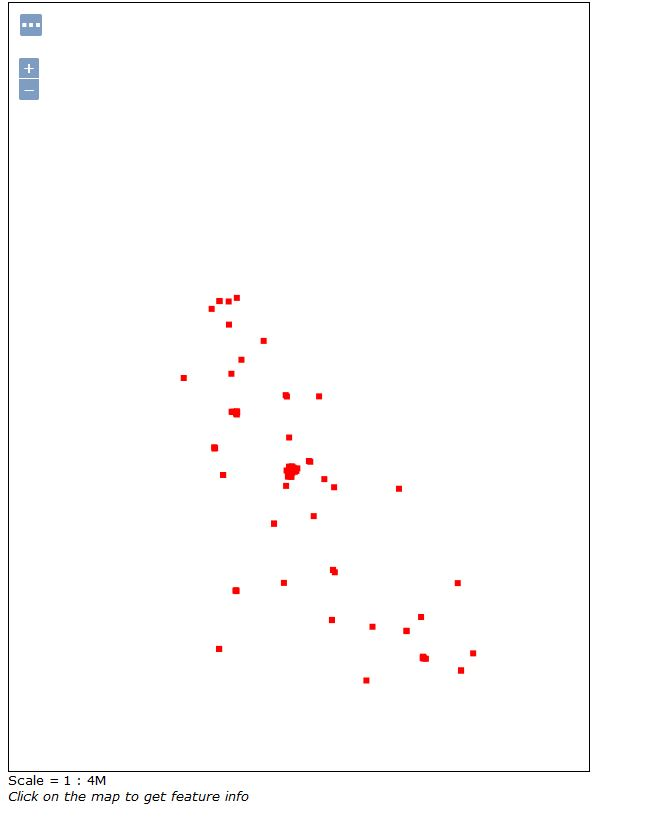 +
–
Scale = 1 : 4M
Click on the map to get feature info